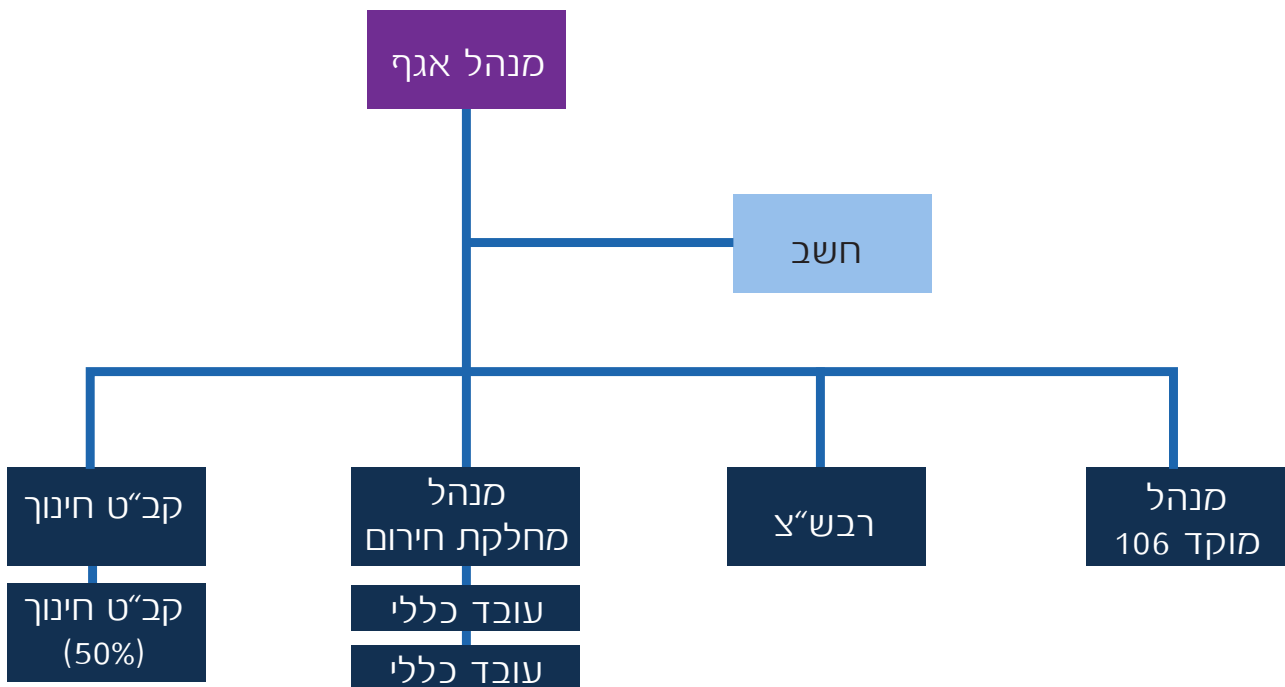 מנהל אגף
חשב
מנהל
מוקד 106
רבש״צ
מנהל
מחלקת חירום
עובד כללי
עובד כללי
קב״ט חינוך
קב״ט חינוך
(50%)